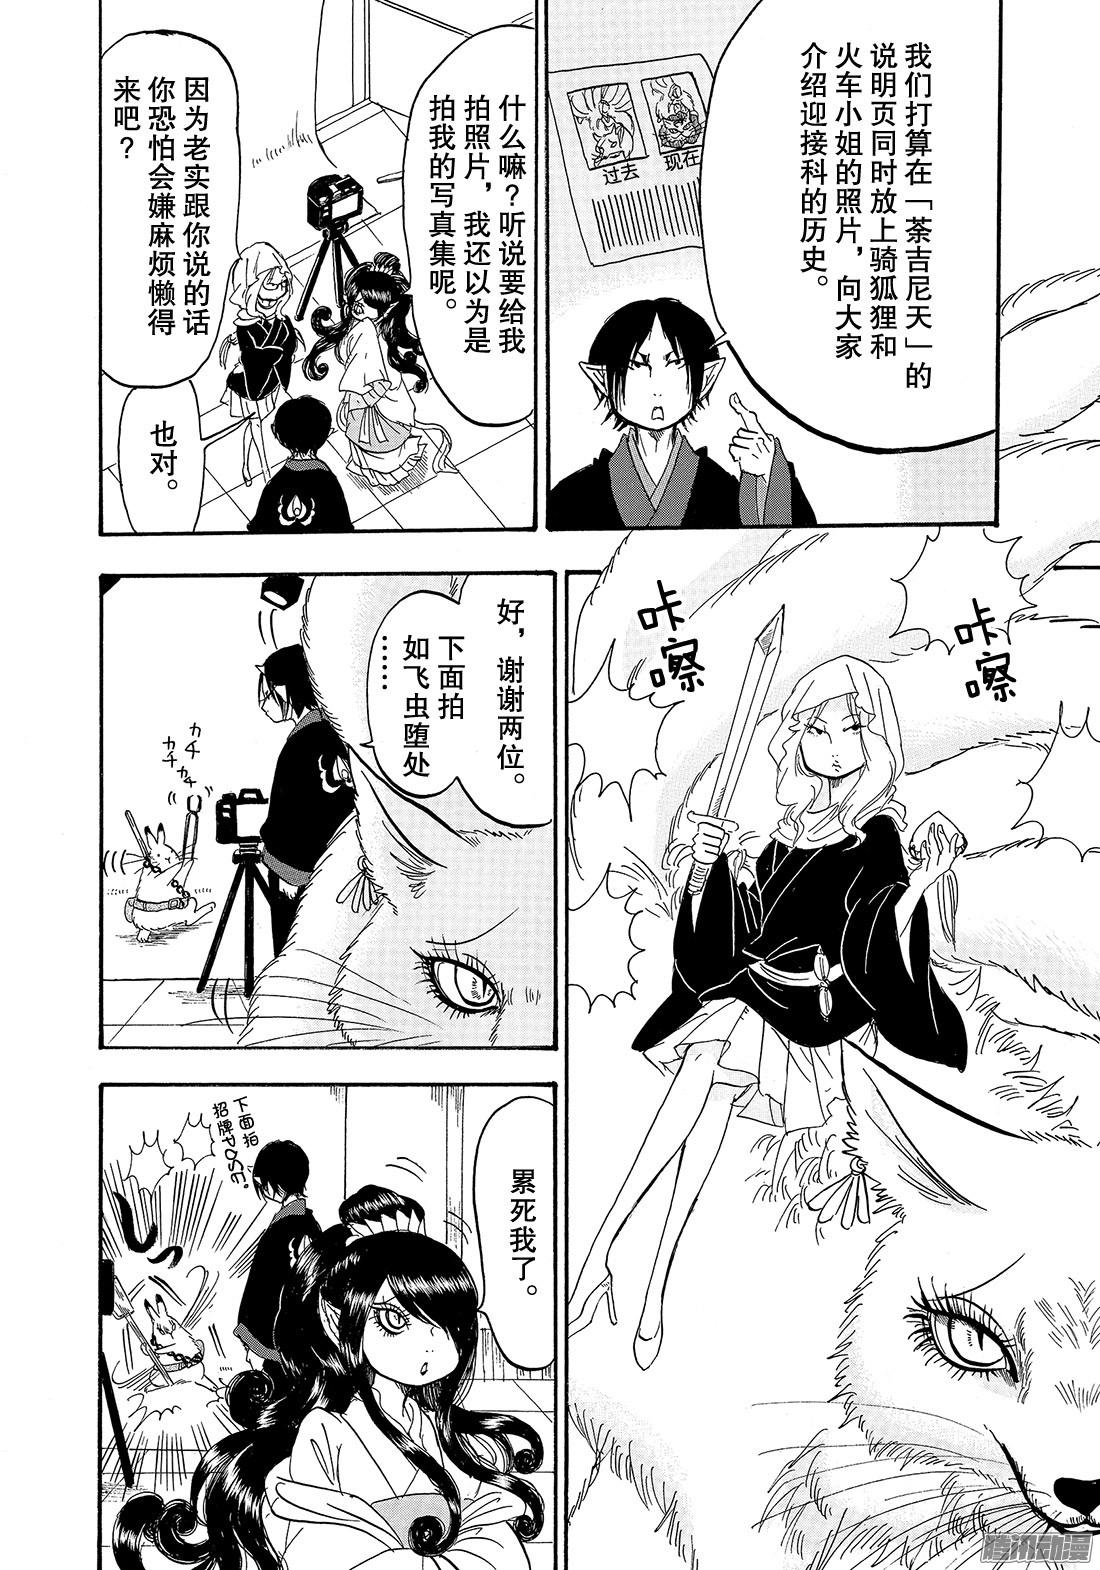 我们打算在「荼吉尼天」的
说明页同时放上骑狐狸和
火车小姐的照片，向大家
介绍迎接科的历史。
过去
现在
什么嘛？听说要给我
拍照片，我还以为是
拍我的写真集呢。
因为老实跟你说的话
你恐怕会嫌麻烦懒得
来吧？
也对。
咔嚓
咔嚓
好，谢谢两位。
下面拍
如飞虫堕处
……
カチ
カチ
カチ
累死我了。
下面拍
招牌POSE。
腾讯动漫